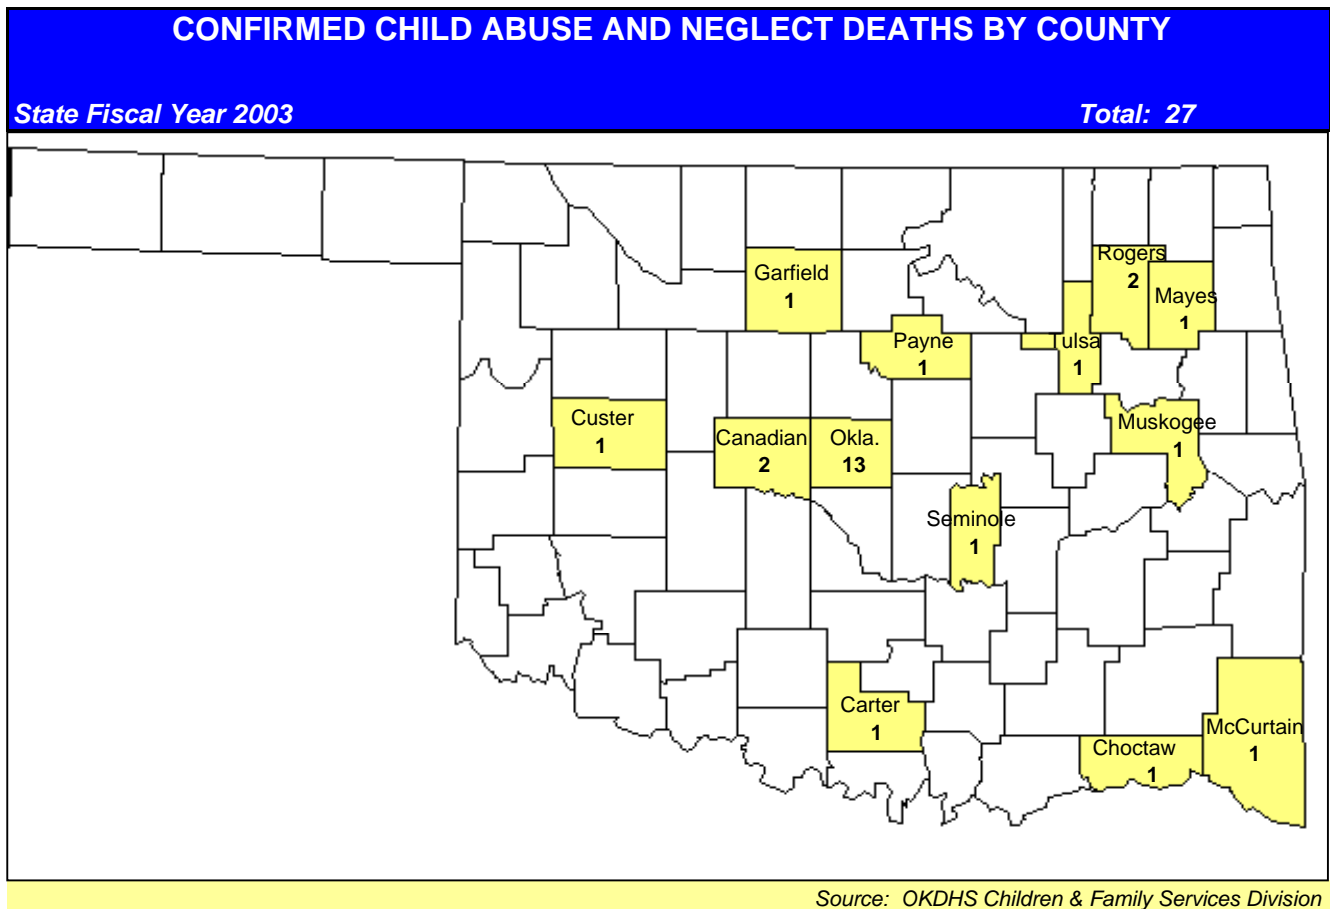 CONFIRMED CHILD ABUSE AND NEGLECT DEATHS BY COUNTY
State Fiscal Year 2003
Total: 27
Rogers
2
Garfield
1
Mayes
1
Payne
1
ulsa
1
Custer
1
Canadian
2
Okla.
13
Muskogee
1
Seminole
1
Carter
1
McCurtain
1
Choctaw
1
Source: OKDHS Children & Family Services Division